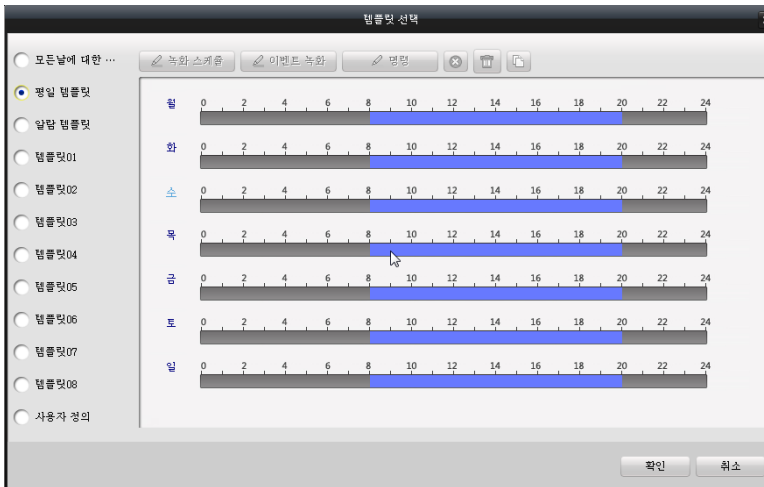 템플릿 선택
모든날에 대한 ...
평일 템플릿
알람 템플릿
템플릿01
템플릿02
템플릿03
템플릿04
템플릿05
템플릿06
템플릿07
템플릿08
사용자 정의
녹화 스케줄 이벤트 녹화 명령
월 0 2 4 6 8 10 12 14 16 18 20 22 24
화 0 2 4 6 8 10 12 14 16 18 20 22 24
수 0 2 4 6 8 10 12 14 16 18 20 22 24
목 0 2 4 6 8 10 12 14 16 18 20 22 24
금 0 2 4 6 8 10 12 14 16 18 20 22 24
토 0 2 4 6 8 10 12 14 16 18 20 22 24
일 0 2 4 6 8 10 12 14 16 18 20 22 24
확인 취소